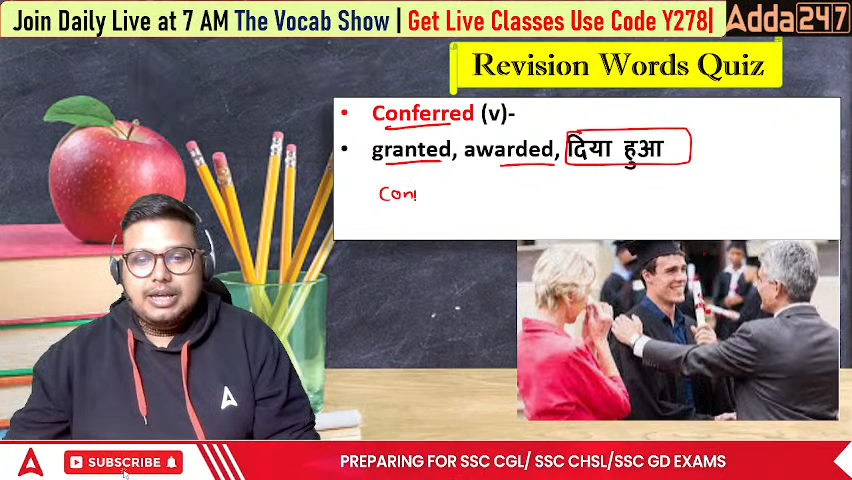 Join Daily Live at 7 AM The Vocab Show | Get Live Classes Use Code Y278|
Adda247
Revision Words Quiz
• Conferred (v)-
• granted, awarded, दिया हुआ
Con
SUBSCRIBE
PREPARING FOR SSC CGL/ SSC CHSL/SSC GD EXAMS